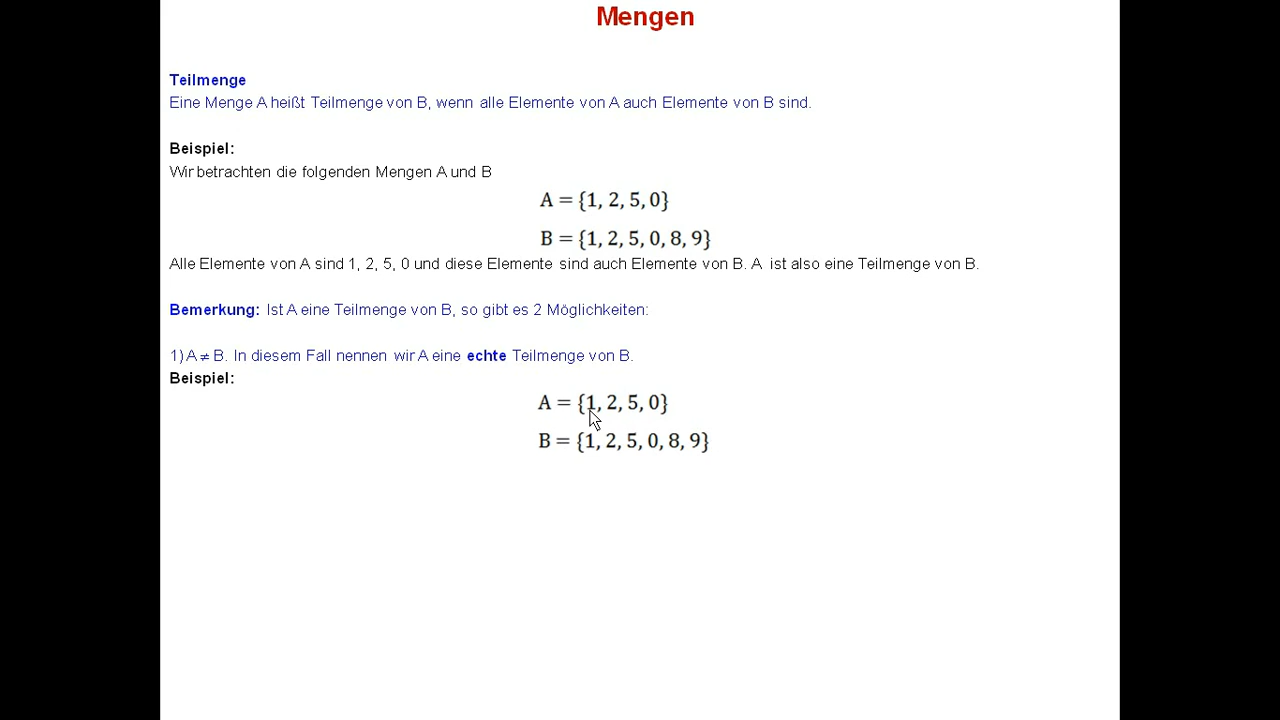 Mengen
Teilmenge
Eine Menge A heißt Teilmenge von B, wenn alle Elemente von A auch Elemente von B sind.
Beispiel:
Wir betrachten die folgenden Mengen A und B
A = {1, 2, 5, 0}
B = {1, 2, 5, 0, 8, 9}
Alle Elemente von A sind 1, 2, 5, 0 und diese Elemente sind auch Elemente von B. A ist also eine Teilmenge von B.
Bemerkung: Ist A eine Teilmenge von B, so gibt es 2 Möglichkeiten:
1) A ≠ B. In diesem Fall nennen wir A eine echte Teilmenge von B.
Beispiel:
A = {1, 2, 5, 0}
B = {1, 2, 5, 0, 8, 9}